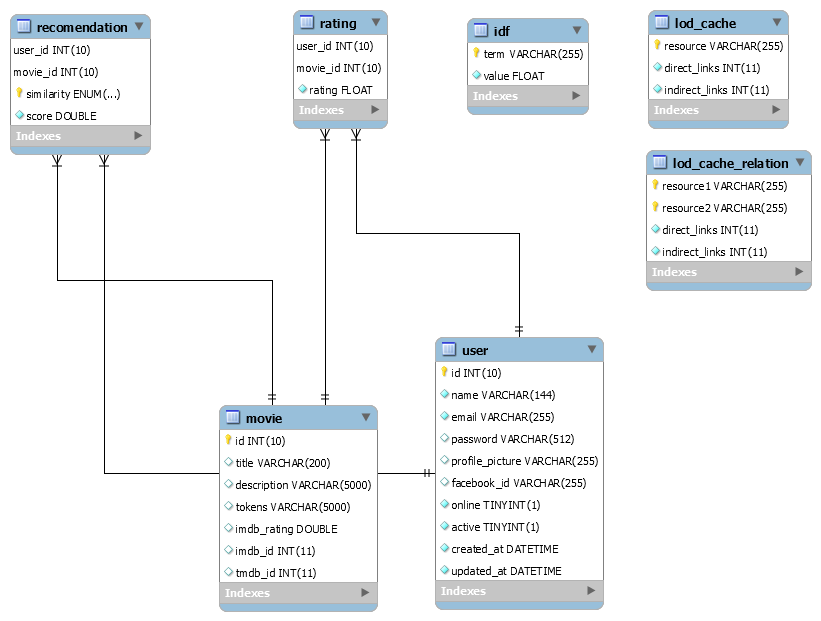 recomendation
user_id INT(10)
movie_id INT(10)
similarity ENUM(...)
score DOUBLE
Indexes
rating
user_id INT(10)
movie_id INT(10)
rating FLOAT
Indexes
idf
term VARCHAR(255)
value FLOAT
Indexes
lod_cache
resource VARCHAR(255)
direct_links INT(11)
indirect_links INT(11)
Indexes
lod_cache_relation
resource1 VARCHAR(255)
resource2 VARCHAR(255)
direct_links INT(11)
indirect_links INT(11)
Indexes
movie
id INT(10)
title VARCHAR(200)
description VARCHAR(5000)
tokens VARCHAR(5000)
imdb_rating DOUBLE
imdb_id INT(11)
tmdb_id INT(11)
Indexes
user
id INT(10)
name VARCHAR(144)
email VARCHAR(255)
password VARCHAR(512)
profile_picture VARCHAR(255)
facebook_id VARCHAR(255)
online TINYINT(1)
active TINYINT(1)
created_at DATETIME
updated_at DATETIME
Indexes